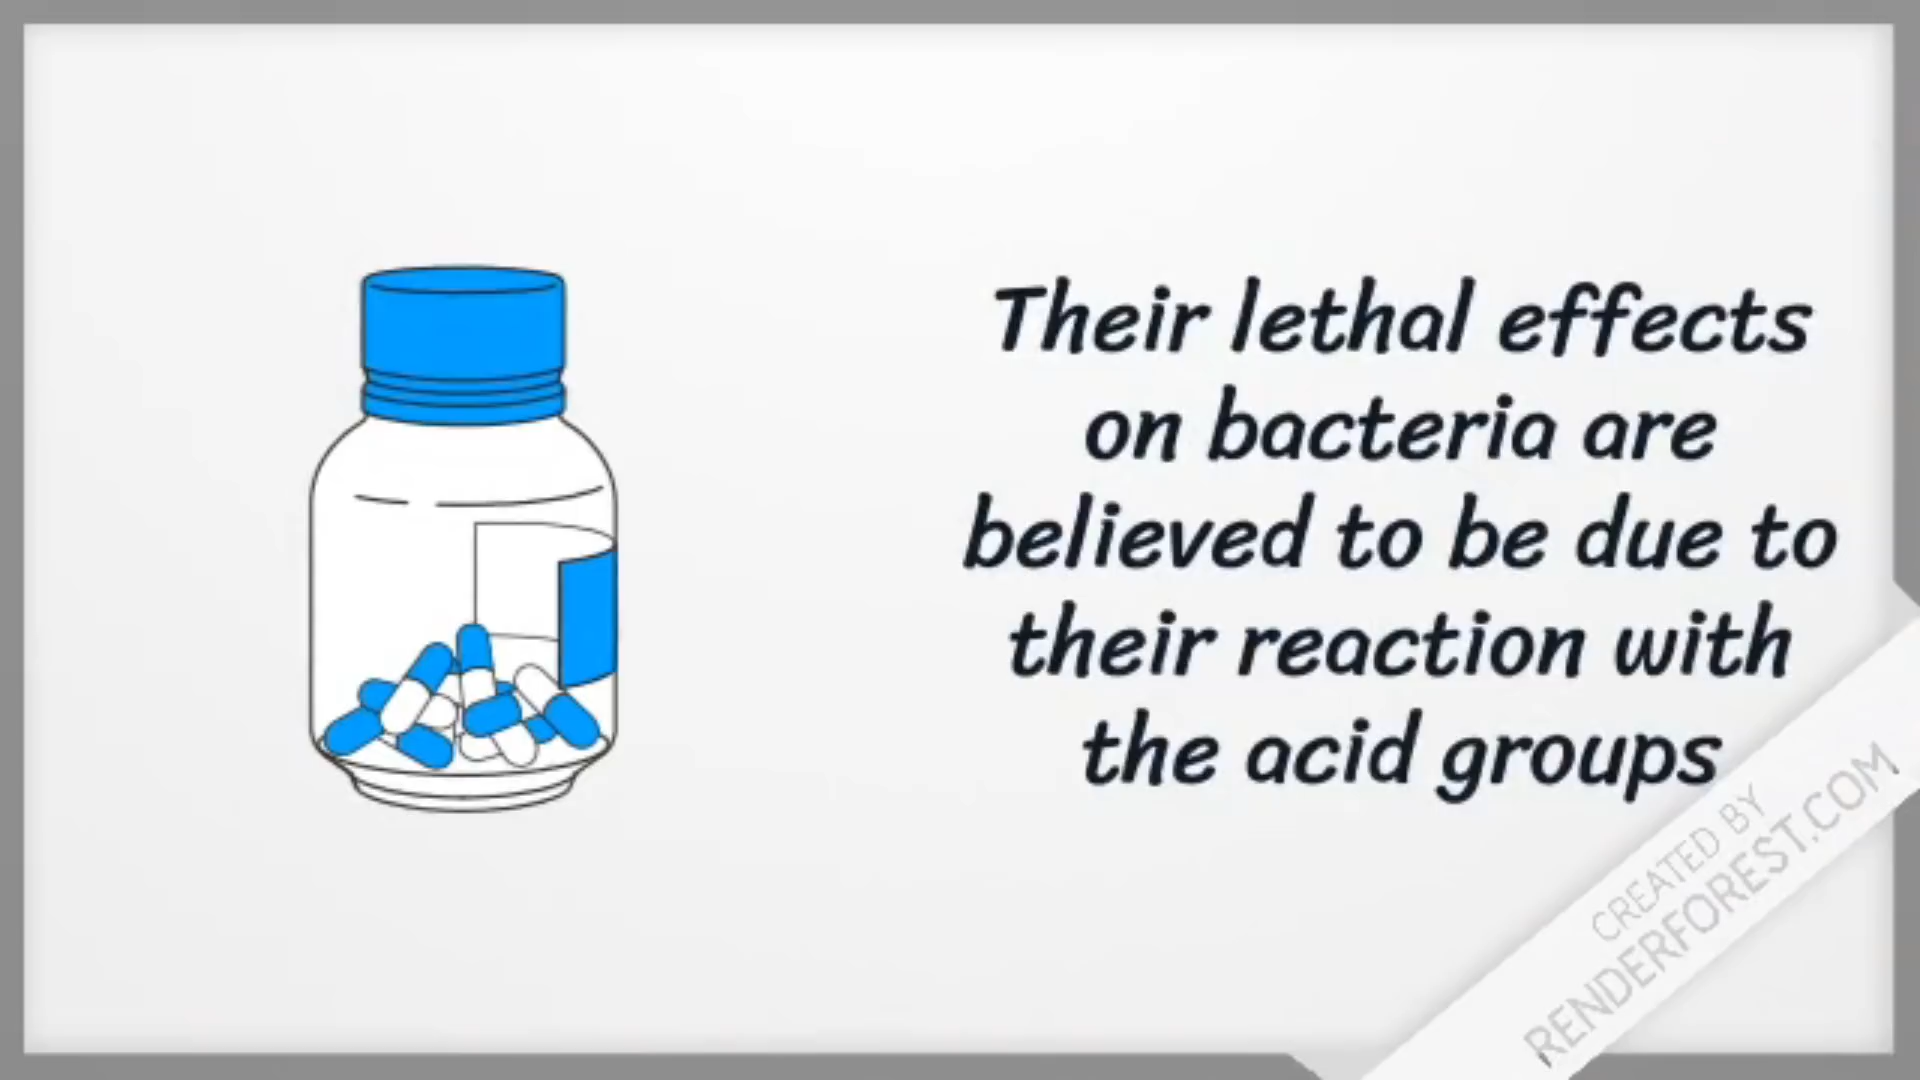 Their lethal effects
on bacteria are
believed to be due to
their reaction with
the acid groups
CREATED BY
RENDERFOREST.COM